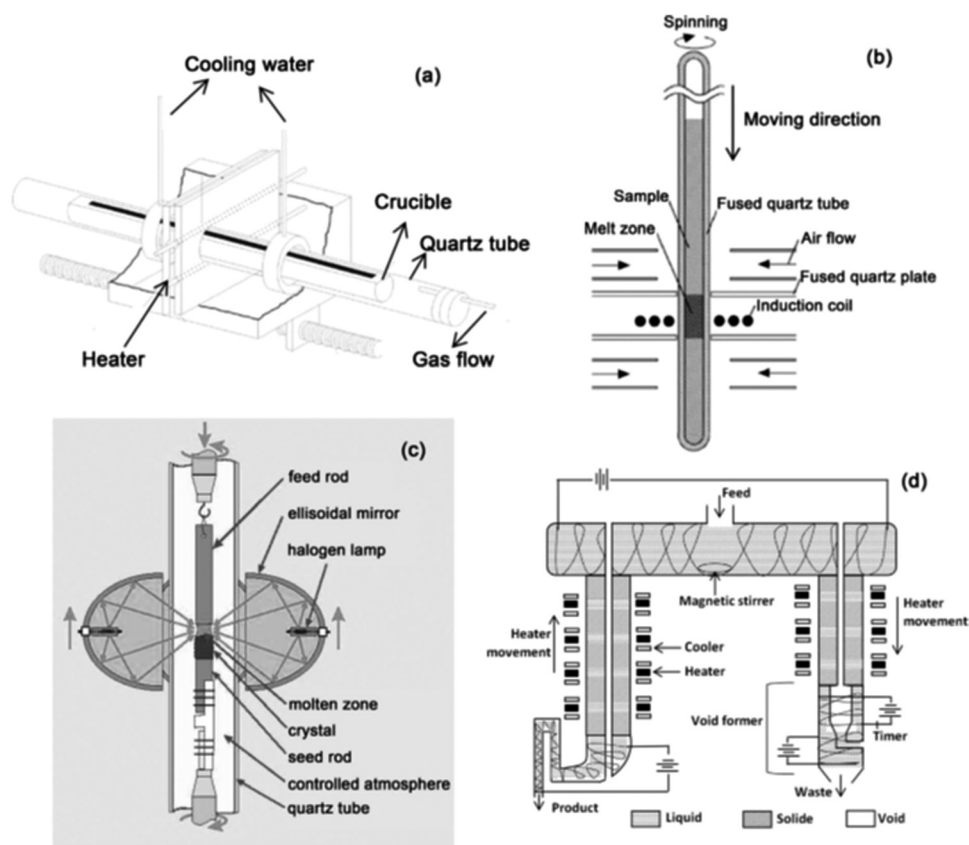 (a)
Cooling water
Crucible
Quartz tube
Heater
Gas flow
(b)
Spinning
Moving direction
Sample
Fused quartz tube
Melt zone
Air flow
Fused quartz plate
Induction coil
(c)
feed rod
ellisoidal mirror
halogen lamp
molten zone
crystal
seed rod
controlled atmosphere
quartz tube
(d)
Feed
Magnetic stirrer
Heater
movement
Cooler
Heater
Heater
movement
Void former
Timer
Waste
Product
Liquid
Solide
Void